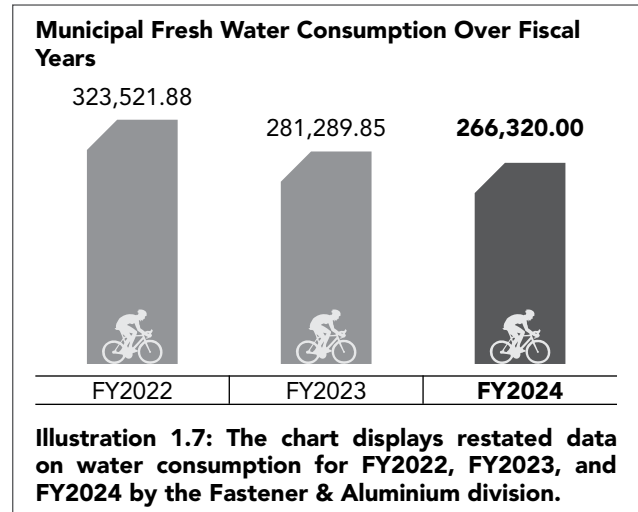 Municipal Fresh Water Consumption Over Fiscal
Years
323,521.88
281,289.85
266,320.00
FY2022
FY2023
FY2024
Illustration 1.7: The chart displays restated data
on water consumption for FY2022, FY2023, and
FY2024 by the Fastener & Aluminium division.